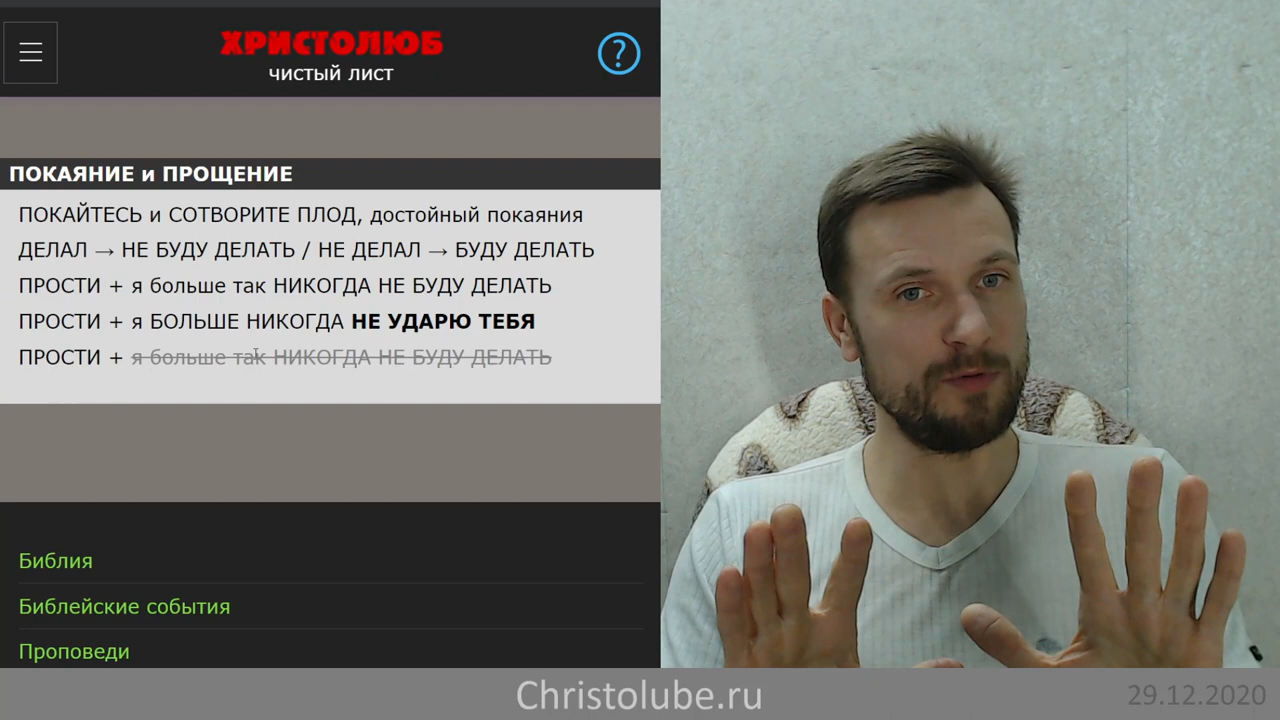 ХРИСТОЛЮБ
чистый лист
?
ПОКАЯНИЕ и ПРОЩЕНИЕ
ПОКАЙТЕСЬ и СОТВОРИТЕ ПЛОД, достойный покаяния
ДЕЛАЛ → НЕ БУДУ ДЕЛАТЬ / НЕ ДЕЛАЛ → БУДУ ДЕЛАТЬ
ПРОСТИ + я больше так НИКОГДА НЕ БУДУ ДЕЛАТЬ
ПРОСТИ + я БОЛЬШЕ НИКОГДА НЕ УДАРЮ ТЕБЯ
ПРОСТИ + я больше так НИКОГДА НЕ БУДУ ДЕЛАТЬ
Библия
Библейские события
Проповеди
Christolube.ru
29.12.2020